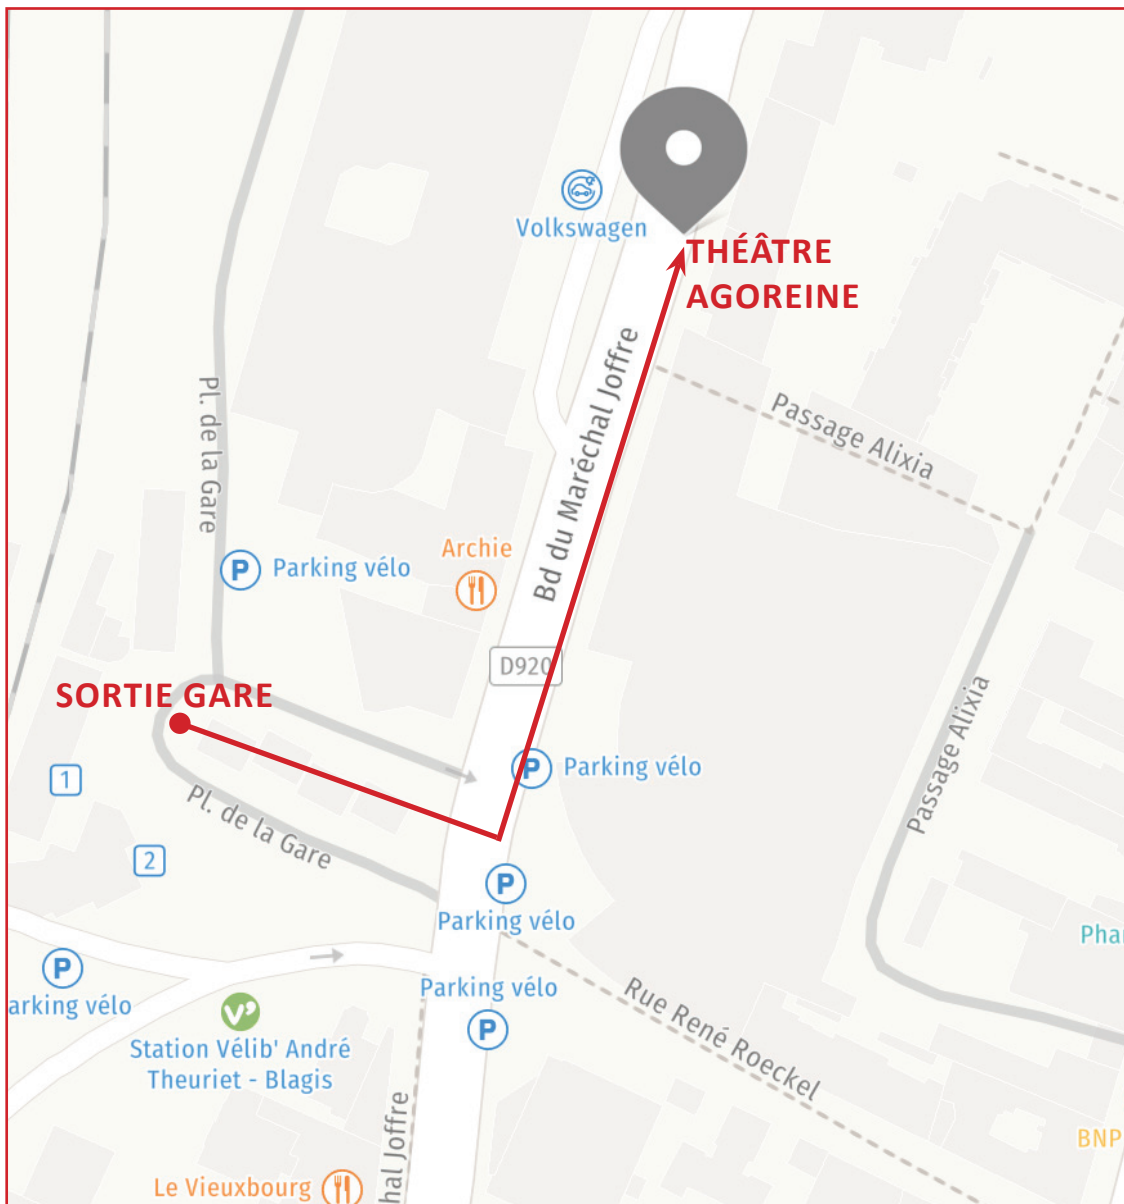 Volkswagen
THÉÂTRE
AGOREINE
Bd du Maréchal Joffre
Pl. de la Gare
Passage Alixia
Archie
P
Parking vélo
D920
SORTIE GARE
Passage Alixia
P
Parking vélo
1
Pl. de la Gare
2
P
Parking vélo
Phar
P
arking vélo
Parking vélo
P
Rue René Roeckel
V'
Station Vélib' André
Theuriet - Blagis
hal Joffre
BNP
Le Vieuxbourg